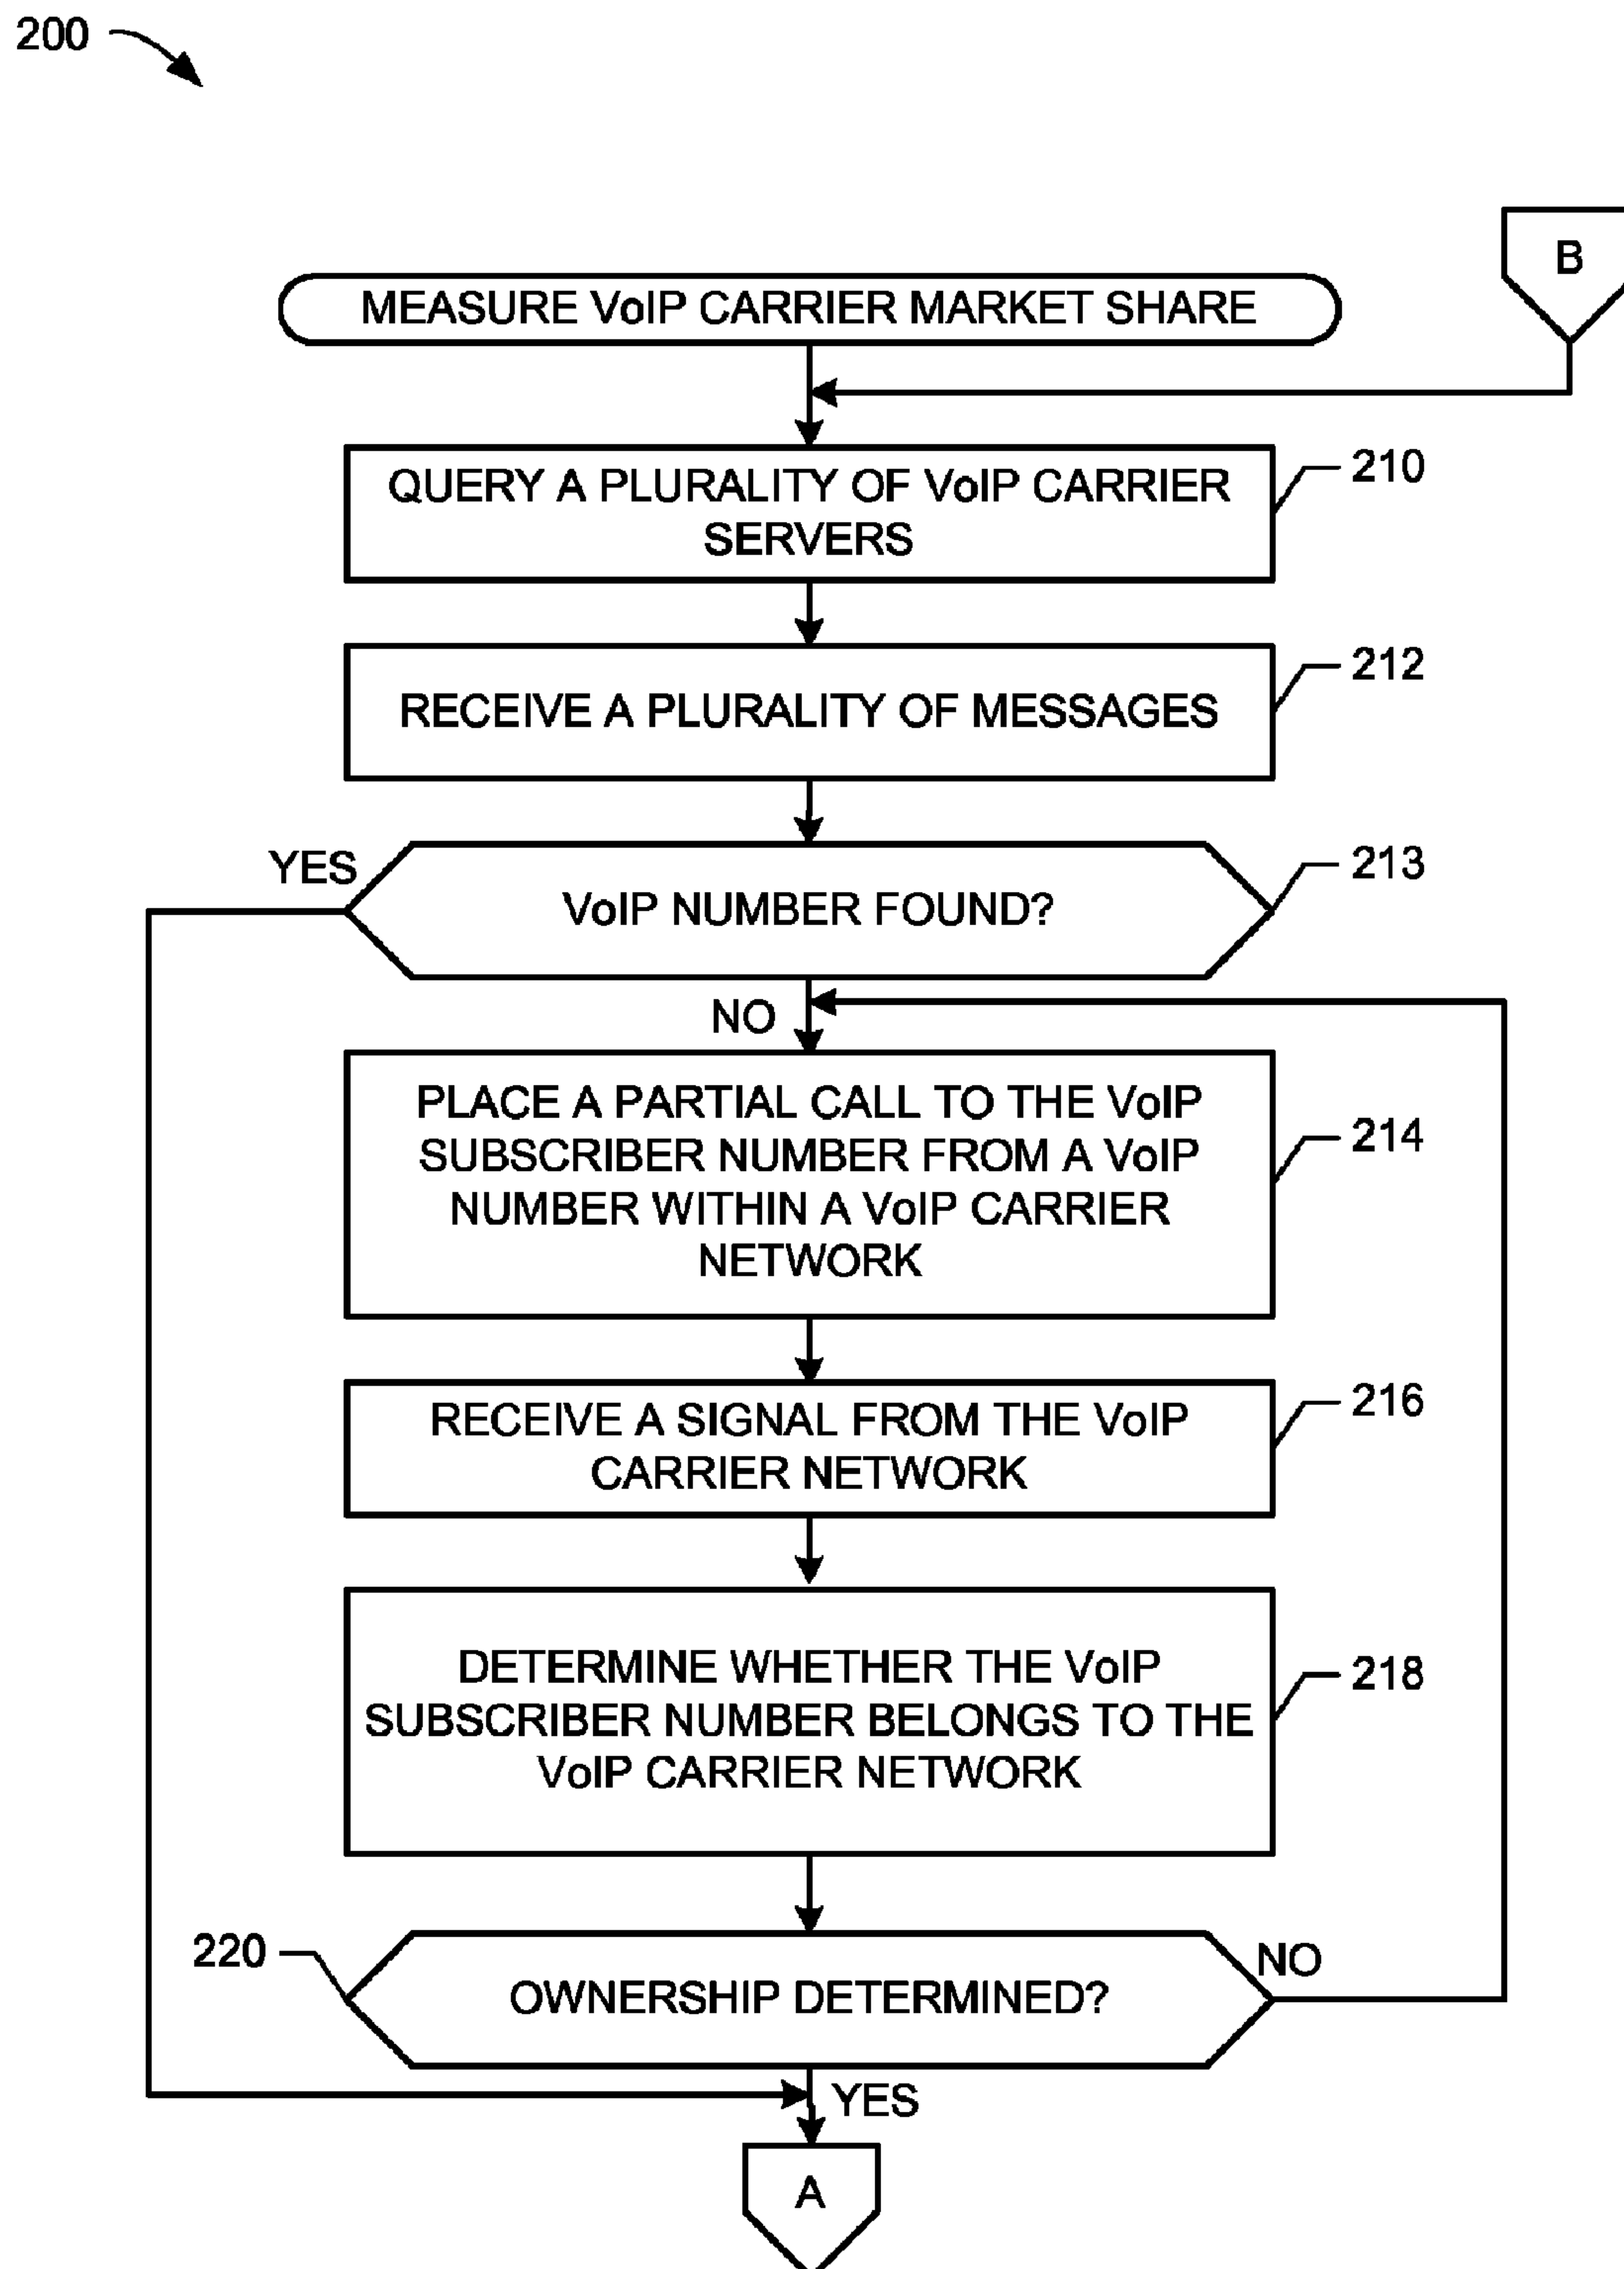 200
B
MEASURE VoIP CARRIER MARKET SHARE
QUERY A PLURALITY OF VoIP CARRIER
SERVERS
210
RECEIVE A PLURALITY OF MESSAGES
212
YES
VoIP NUMBER FOUND?
213
NO
PLACE A PARTIAL CALL TO THE VoIP
SUBSCRIBER NUMBER FROM A VoIP
NUMBER WITHIN A VoIP CARRIER
NETWORK
214
RECEIVE A SIGNAL FROM THE VoIP
CARRIER NETWORK
216
DETERMINE WHETHER THE VoIP
SUBSCRIBER NUMBER BELONGS TO THE
VoIP CARRIER NETWORK
218
220
OWNERSHIP DETERMINED?
NO
YES
A